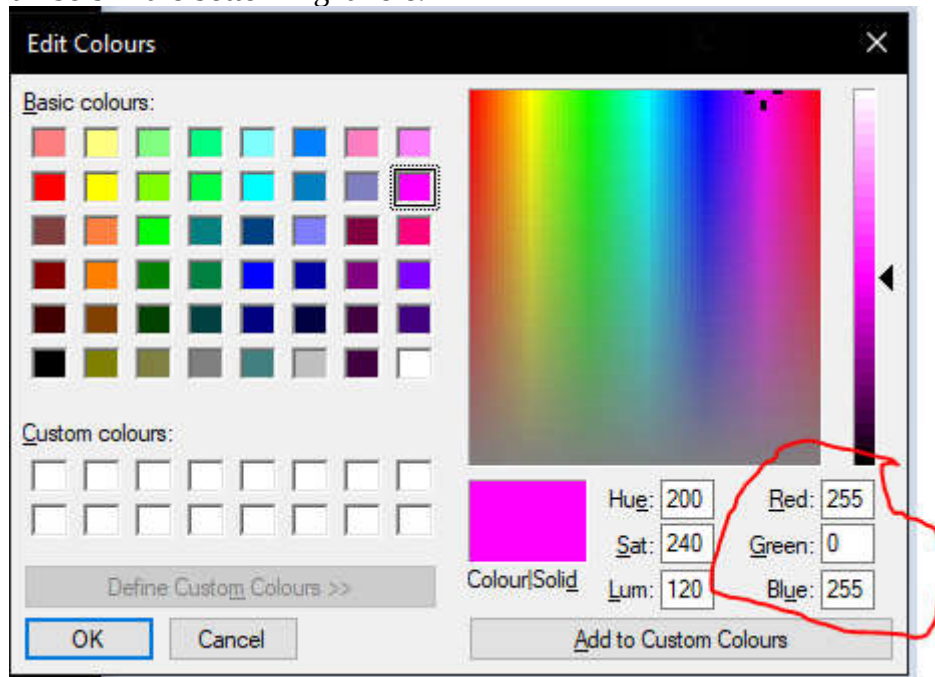 Edit Colours
Basic colours:
Custom colours:
Define Custom Colours >>
OK Cancel
Colour|Solid
Hue: 200 Red: 255
Sat: 240 Green: 0
Lum: 120 Blue: 255
Add to Custom Colours